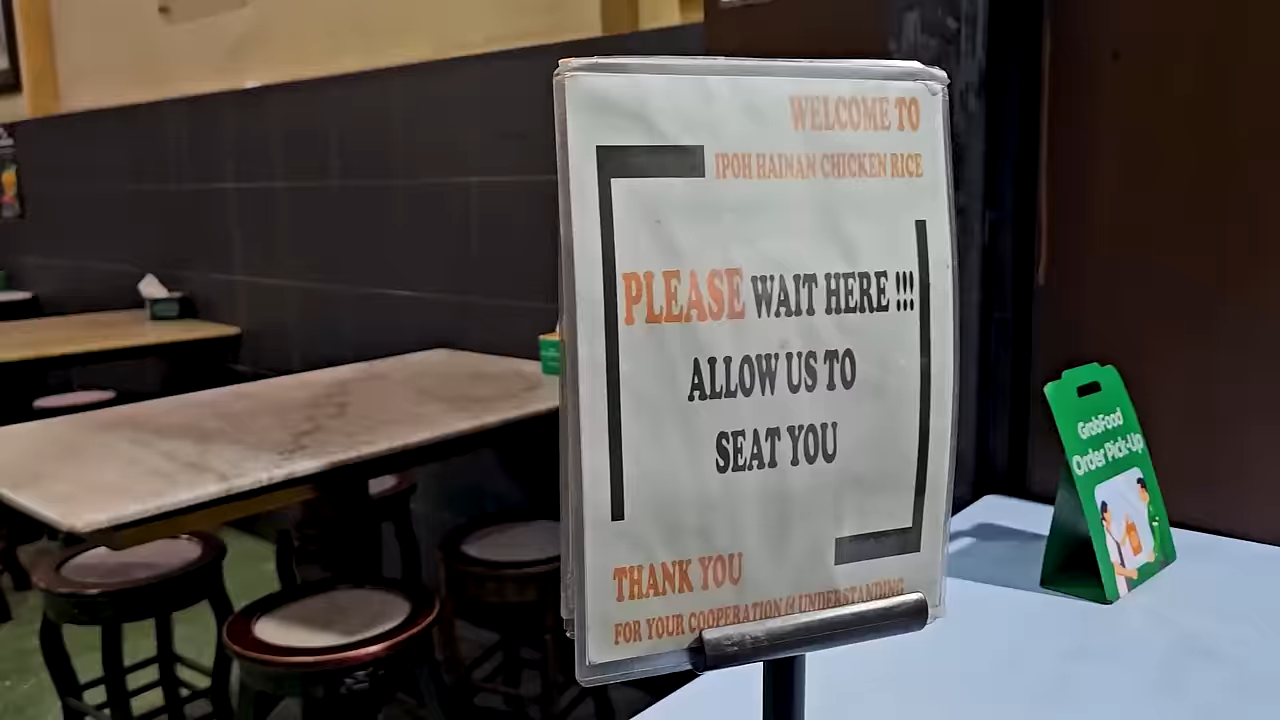 WELCOME TO
IPOH HAINAN CHICKEN RICE
PLEASE WAIT HERE !!!
ALLOW US TO
SEAT YOU
THANK YOU
FOR YOUR COOPERATION & UNDERSTANDING
GrabFood
Order Pick-Up